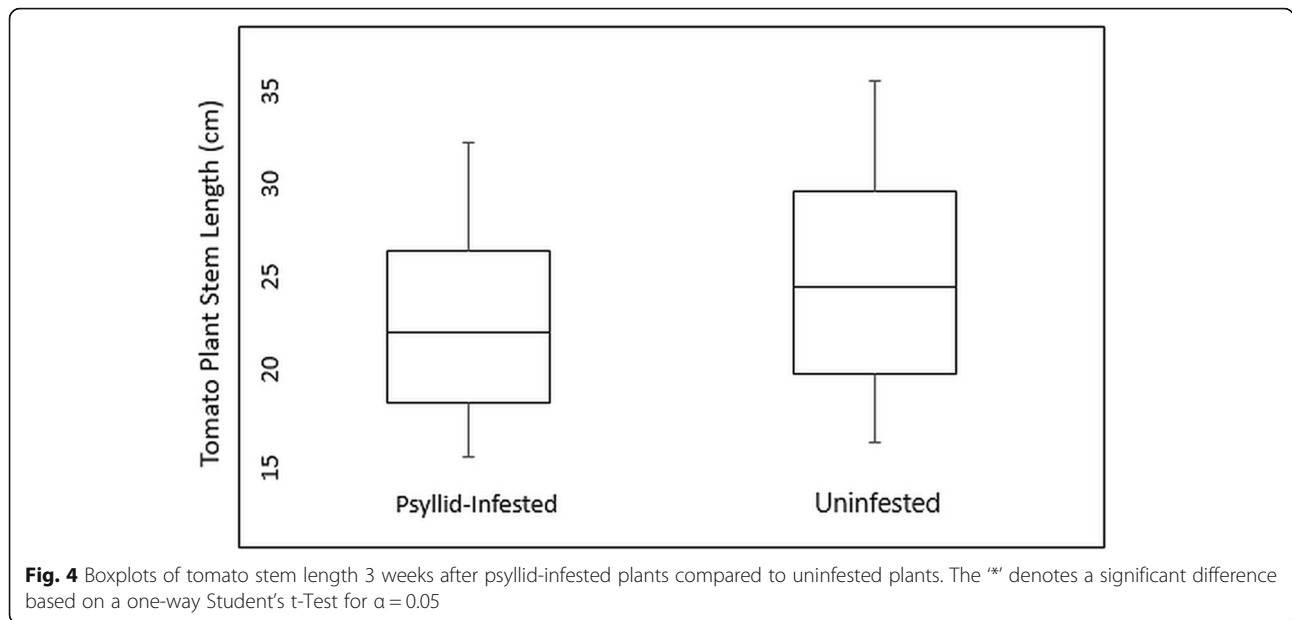 Tomato Plant Stem Length (cm)
35
30
25
20
15
Psyllid-Infested
Uninfested
Fig. 4 Boxplots of tomato stem length 3 weeks after psyllid-infested plants compared to uninfested plants. The ‘*’ denotes a significant difference
based on a one-way Student’s t-Test for α = 0.05